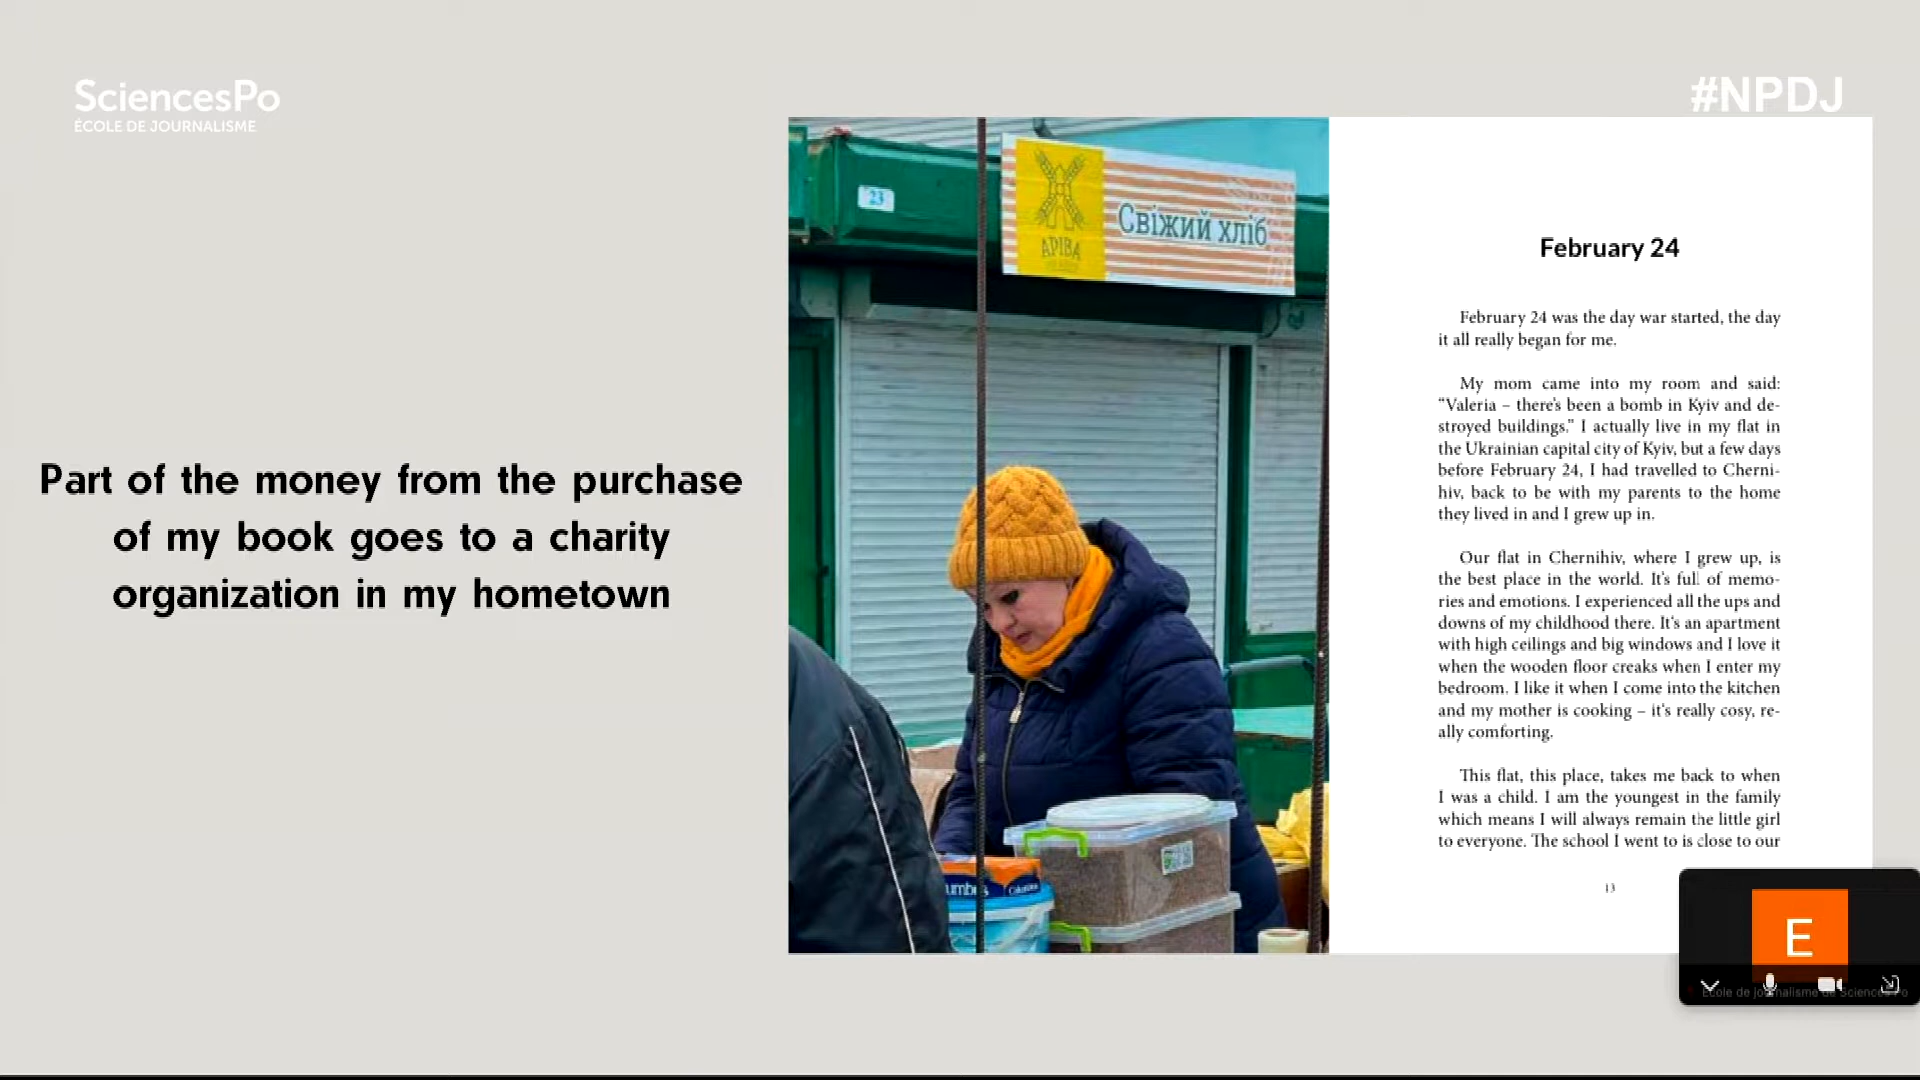 SciencesPo
ÉCOLE DE JOURNALISME
#NPDJ
Part of the money from the purchase
of my book goes to a charity
organization in my hometown
23
АРІВА
Свіжий хліб
February 24
February 24 was the day war started, the day
it all really began for me.
My mom came into my room and said:
“Valeria – there's been a bomb in Kyiv and de-
stroyed buildings.” I actually live in my flat in
the Ukrainian capital city of Kyiv, but a few days
before February 24, I had travelled to Cherni-
hiv, back to be with my parents to the home
they lived in and I grew up in.
Our flat in Chernihiv, where I grew up, is
the best place in the world. It's full of memo-
ries and emotions. I experienced all the ups and
downs of my childhood there. It's an apartment
with high ceilings and big windows and I love it
when the wooden floor creaks when I enter my
bedroom. I like it when I come into the kitchen
and my mother is cooking – it's really cosy, re-
ally comforting.
This flat, this place, takes me back to when
I was a child. I am the youngest in the family
which means I will always remain the little girl
to everyone. The school I went to is close to our
13
E
École de journalisme de Sciences Po